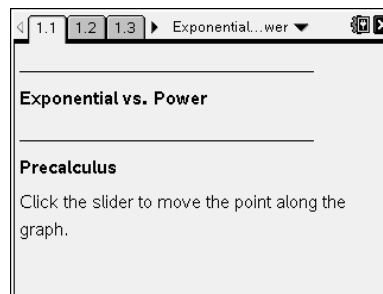 1.1 1.2 1.3 Exponential...wer
Exponential vs. Power
Precalculus
Click the slider to move the point along the
graph.